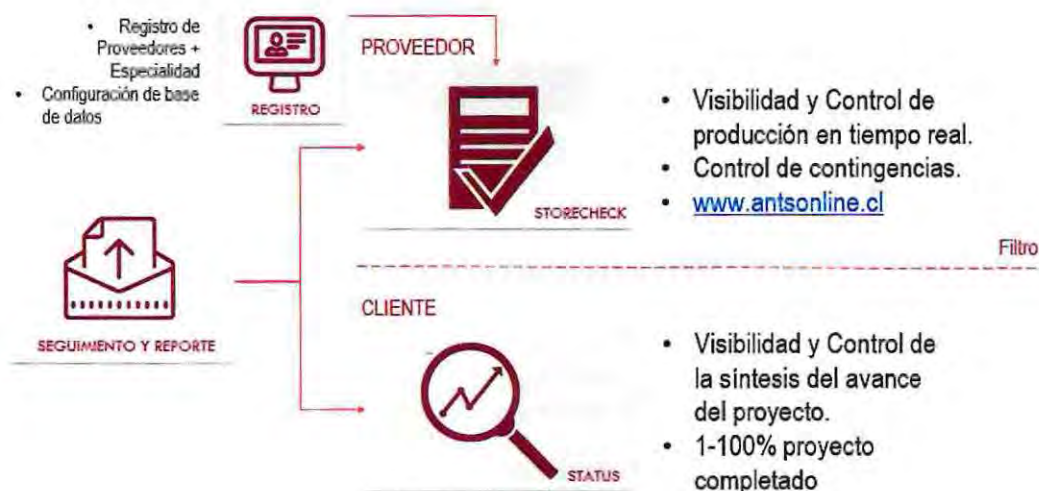 • Registro de
Proveedores +
Especialidad
• Configuración de base
de datos
REGISTRO
PROVEEDOR
STORECHECK
• Visibilidad y Control de
producción en tiempo real.
• Control de contingencias.
• www.antsonline.cl
Filtro
SEGUIMIENTO Y REPORTE
CLIENTE
STATUS
• Visibilidad y Control de
la síntesis del avance
del proyecto.
• 1-100% proyecto
completado